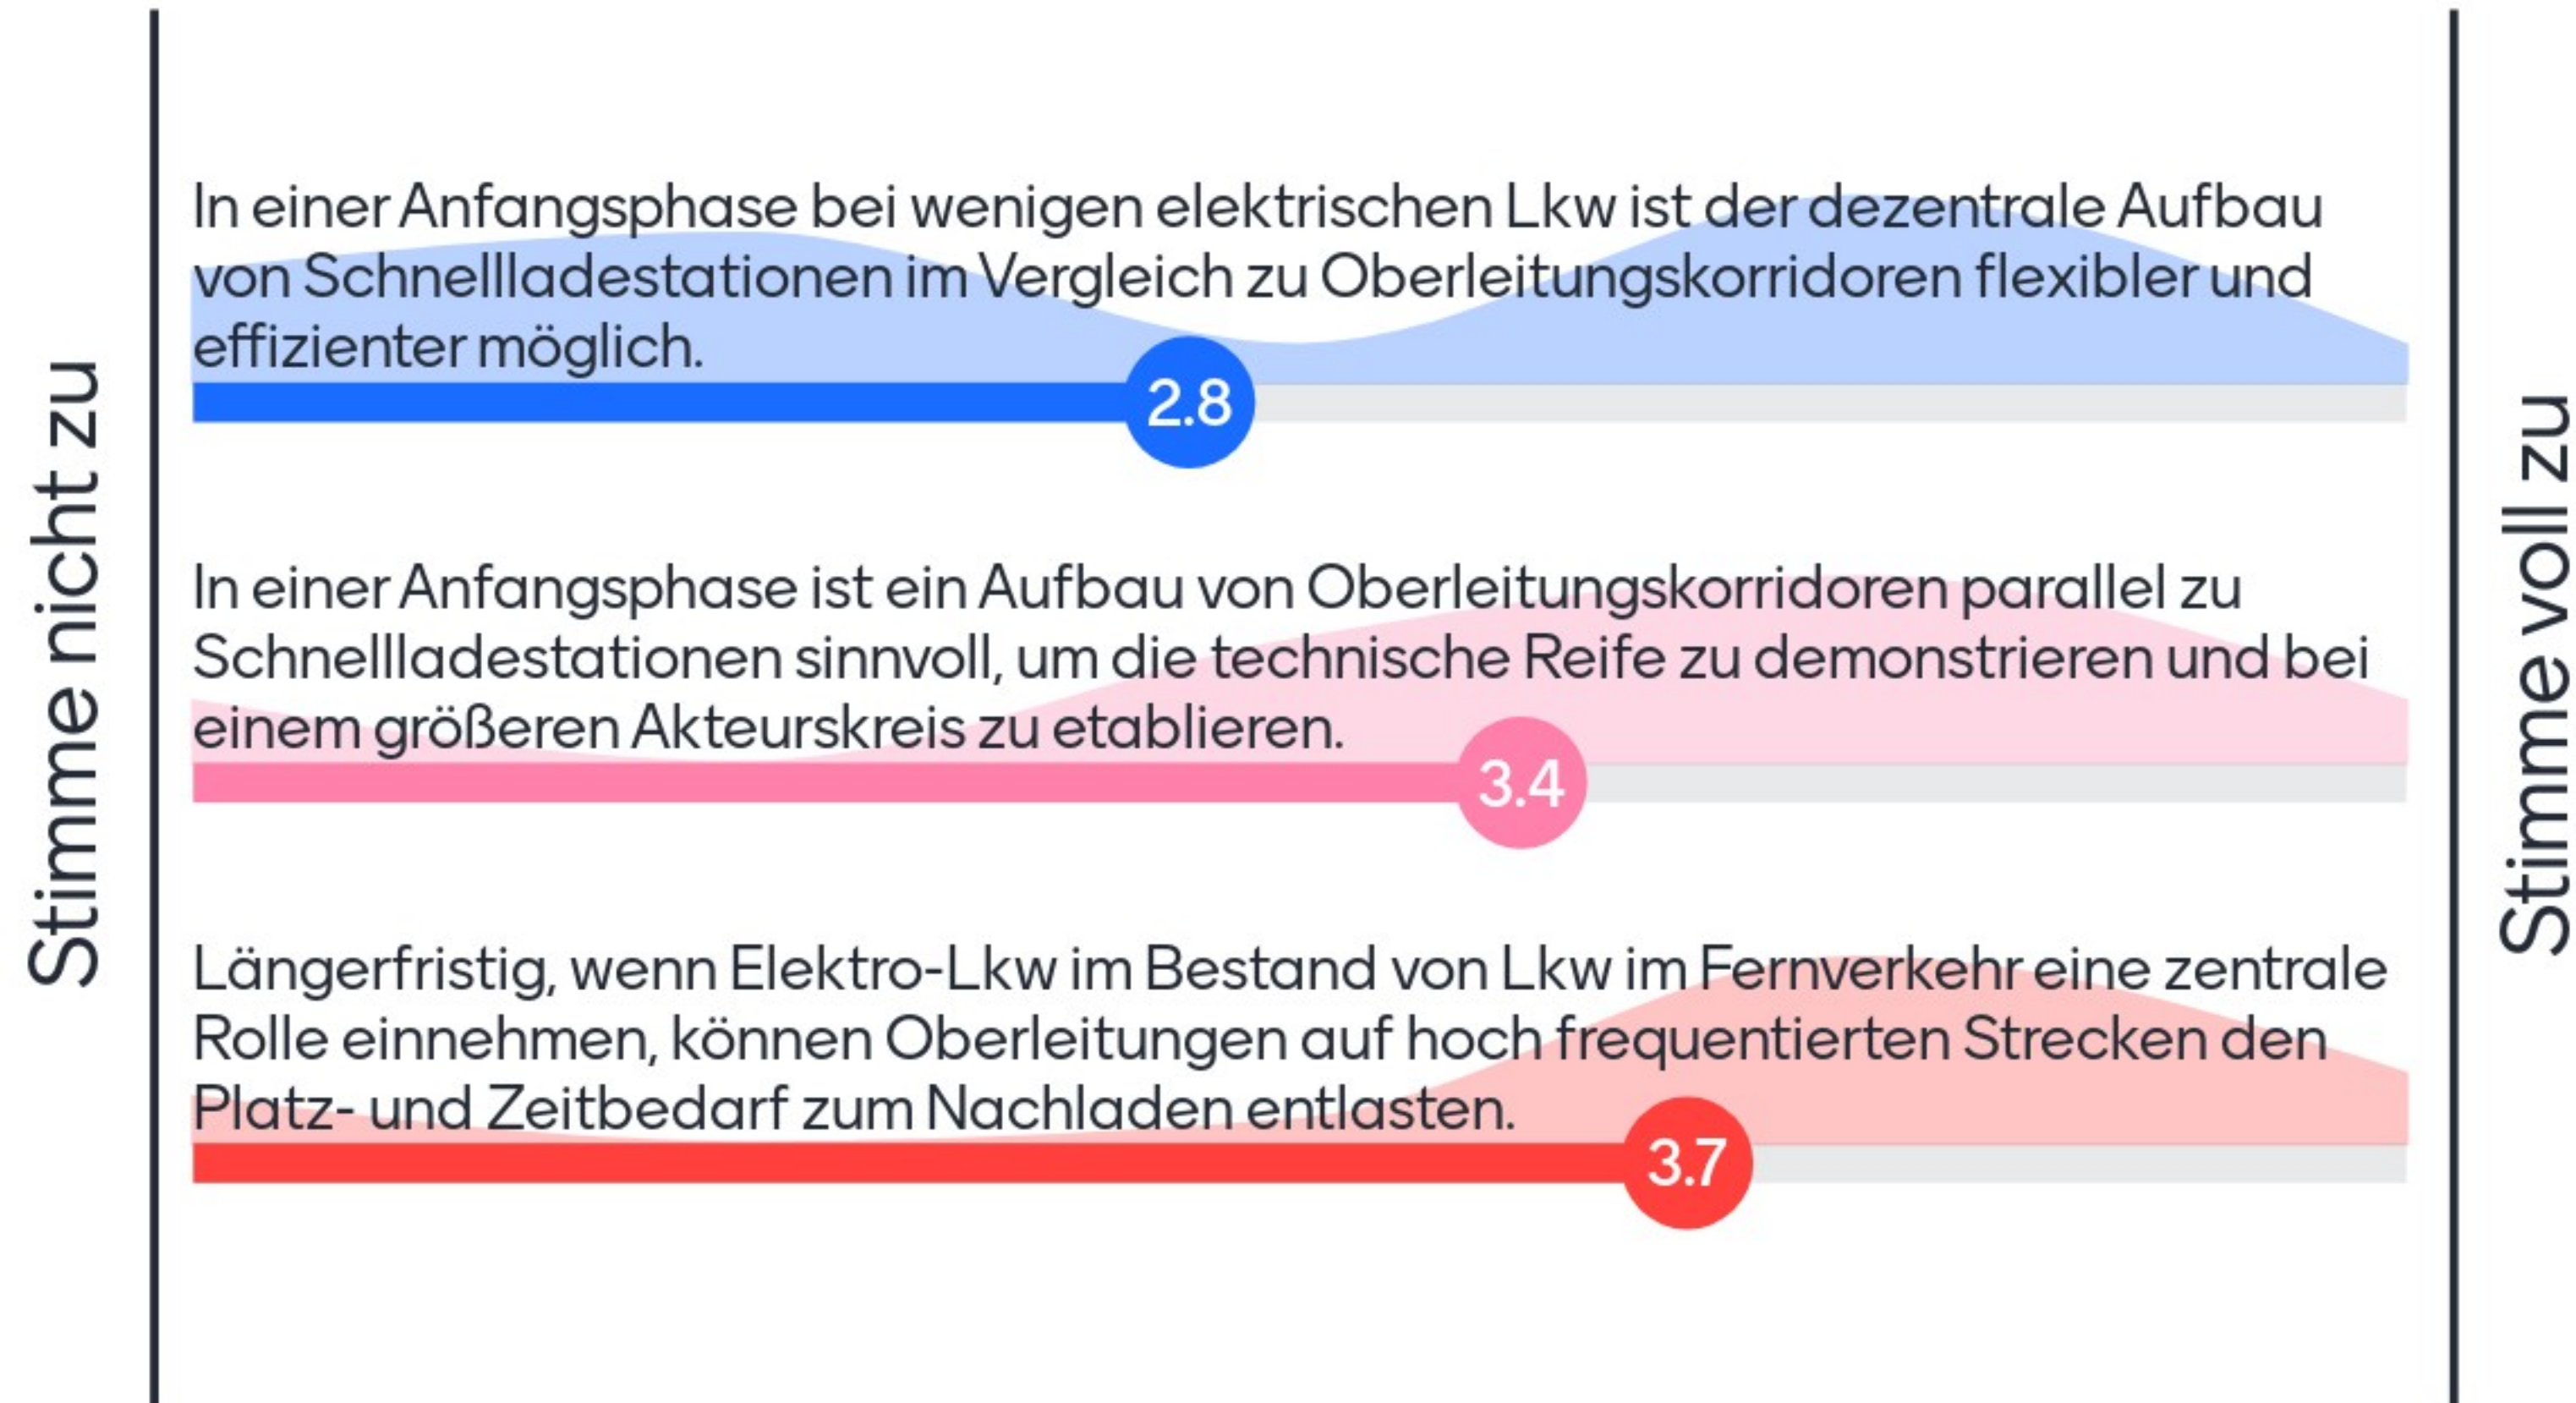 Stimme nicht zu
In einer Anfangsphase bei wenigen elektrischen Lkw ist der dezentrale Aufbau
von Schnellladestationen im Vergleich zu Oberleitungskorridoren flexibler und
effizienter möglich.
2.8
In einer Anfangsphase ist ein Aufbau von Oberleitungskorridoren parallel zu
Schnellladestationen sinnvoll, um die technische Reife zu demonstrieren und bei
einem größeren Akteurskreis zu etablieren.
3.4
Längerfristig, wenn Elektro-Lkw im Bestand von Lkw im Fernverkehr eine zentrale
Rolle einnehmen, können Oberleitungen auf hoch frequentierten Strecken den
Platz- und Zeitbedarf zum Nachladen entlasten.
3.7
Stimme voll zu